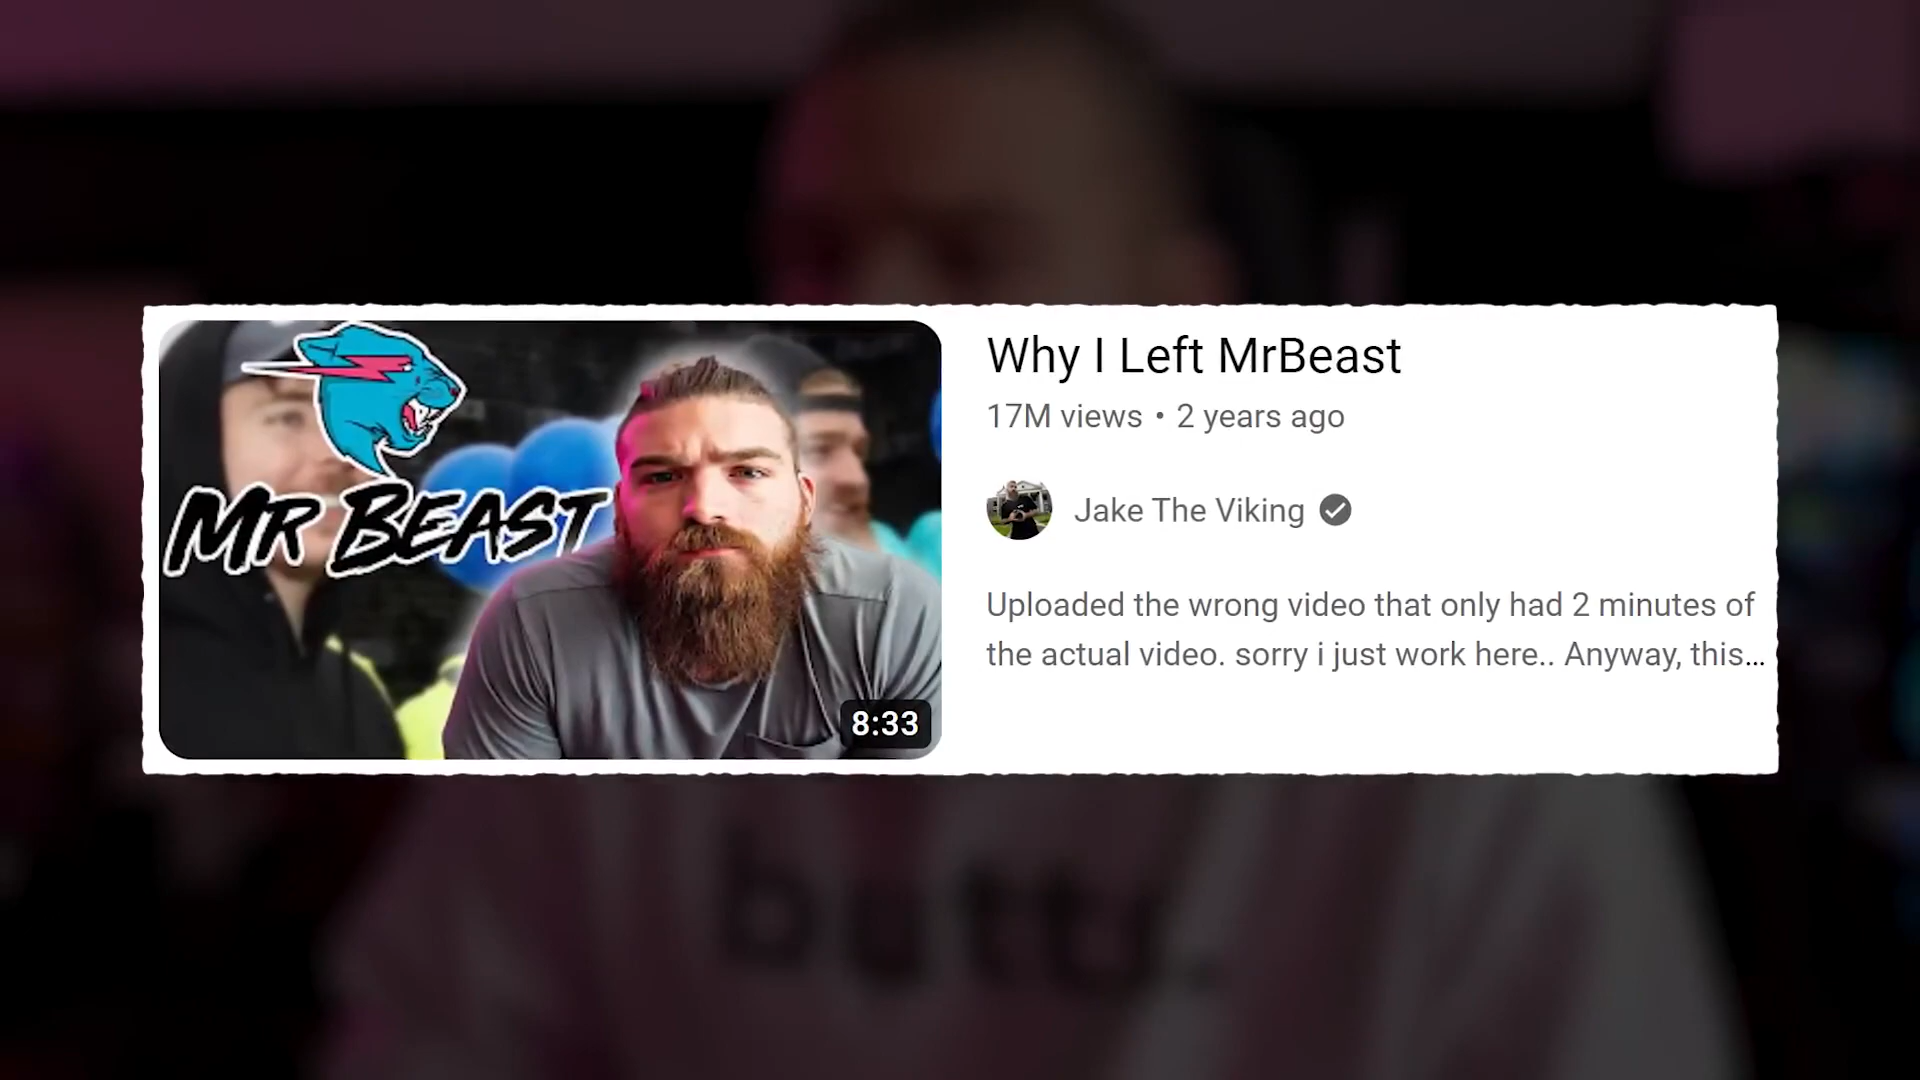 MR BEAST
8:33
Why I Left MrBeast
17M views • 2 years ago
Jake The Viking
Uploaded the wrong video that only had 2 minutes of
the actual video. sorry i just work here.. Anyway, this...